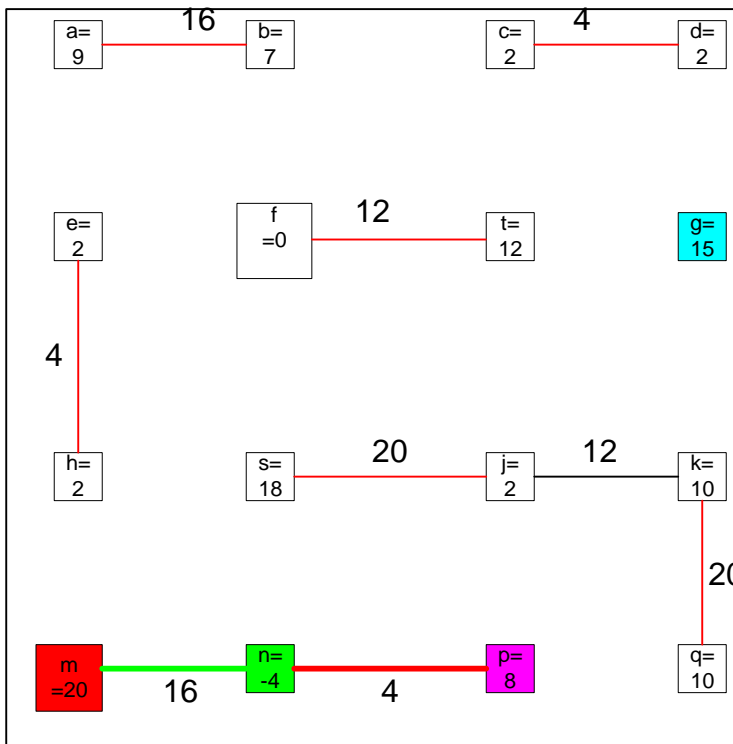 16
4
a=
9
b=
7
c=
2
d=
2
e=
2
f
=0
12
t=
12
g=
15
4
h=
2
s=
18
20
j=
2
12
k=
10
20
m
=20
n=
-4
p=
8
q=
10
16
4